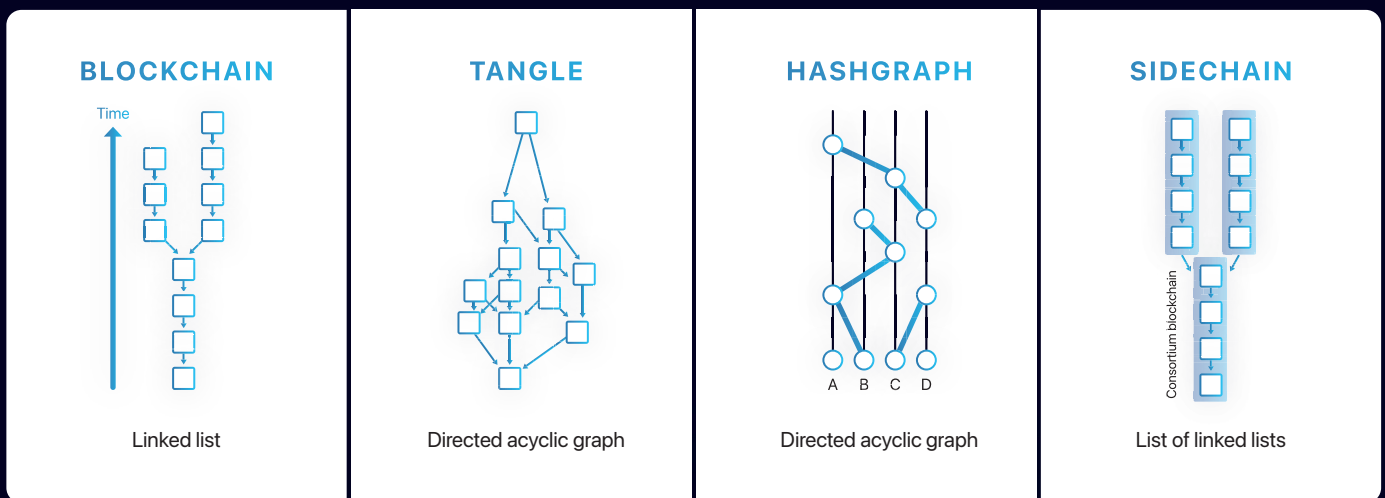 BLOCKCHAIN
Time
Linked list
TANGLE
Directed acyclic graph
HASHGRAPH
A B C D
Directed acyclic graph
SIDECHAIN
Consortium blockchain
List of linked lists